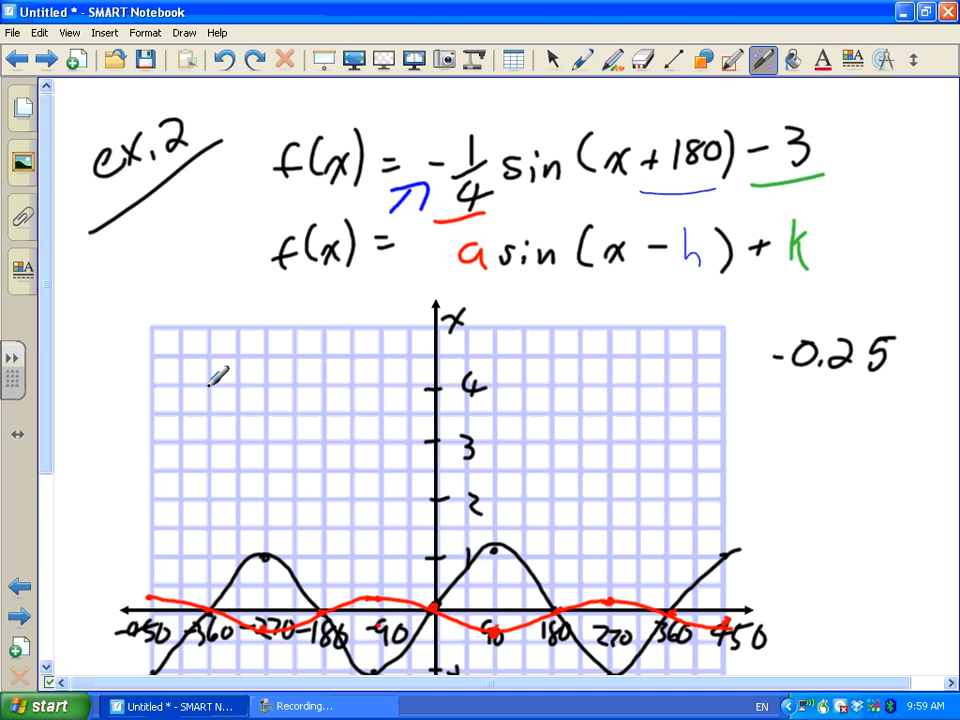 Untitled * - SMART Notebook
File Edit View Insert Format Draw Help
ex.2
f(x) = -1/4 sin (x + 180) - 3
f(x) = a sin (x - h) + k
x
-0.25
4
3
2
1
-450 -360 -270 -180 -90 90 180 270 360 450
start
Untitled * - SMART N...
Recording...
EN
9:59 AM